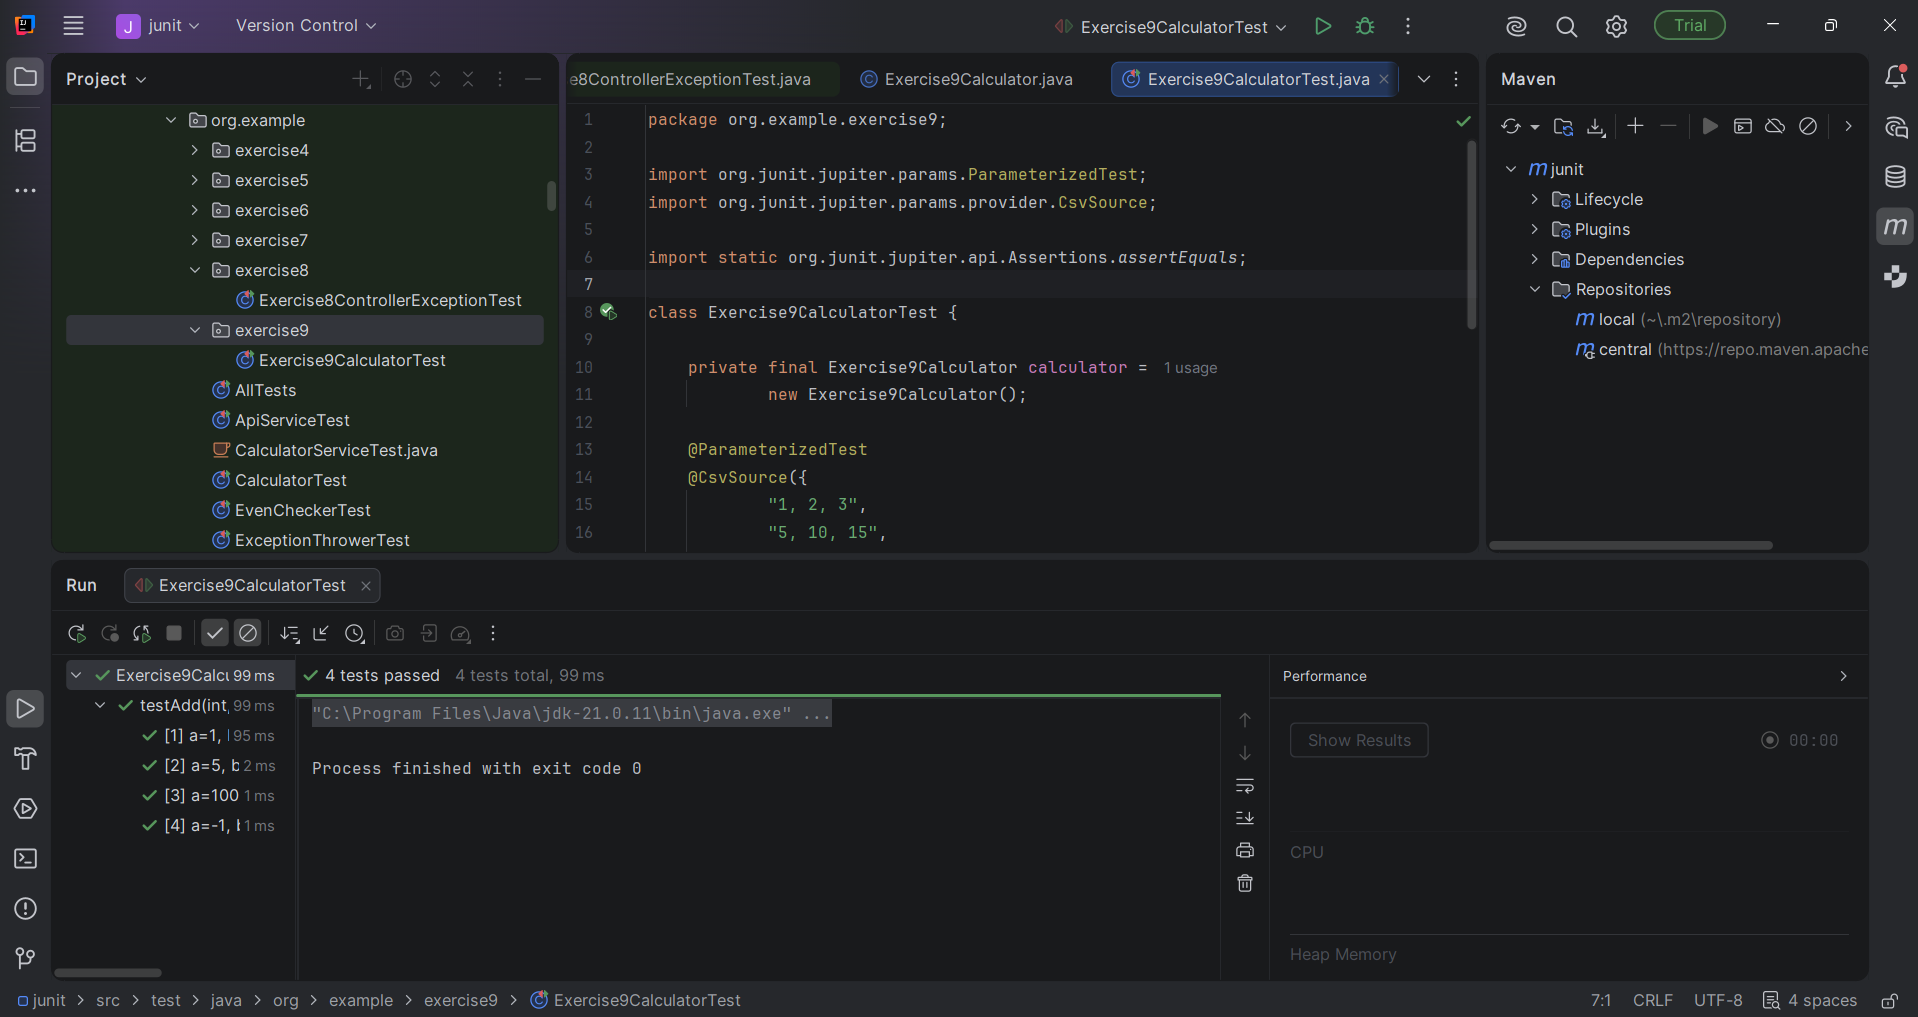 J junit Version Control Exercise9CalculatorTest Trial
Project
org.example
exercise4
exercise5
exercise6
exercise7
exercise8
Exercise8ControllerExceptionTest
exercise9
Exercise9CalculatorTest
AllTests
ApiServiceTest
CalculatorServiceTest.java
CalculatorTest
EvenCheckerTest
ExceptionThrowerTest
e8ControllerExceptionTest.java Exercise9Calculator.java Exercise9CalculatorTest.java
1 package org.example.exercise9;
2
3 import org.junit.jupiter.params.ParameterizedTest;
4 import org.junit.jupiter.params.provider.CsvSource;
5
6 import static org.junit.jupiter.api.Assertions.assertEquals;
7
8 class Exercise9CalculatorTest {
9
10 private final Exercise9Calculator calculator = 1 usage
11 new Exercise9Calculator();
12
13 @ParameterizedTest
14 @CsvSource({
15 "1, 2, 3",
16 "5, 10, 15",
Maven
m junit
Lifecycle
Plugins
Dependencies
Repositories
m local (~\.m2\repository)
m central (https://repo.maven.apache
m
Run Exercise9CalculatorTest
Exercise9Calcu 99 ms
testAdd(int, 99 ms
[1] a=1, 95 ms
[2] a=5, b 2 ms
[3] a=100 1 ms
[4] a=-1, 1 ms
4 tests passed 4 tests total, 99 ms
"C:\Program Files\Java\jdk-21.0.11\bin\java.exe" ...
Process finished with exit code 0
Performance
Show Results 00:00
CPU
Heap Memory
junit > src > test > java > org > example > exercise9 > Exercise9CalculatorTest
7:1 CRLF UTF-8 4 spaces